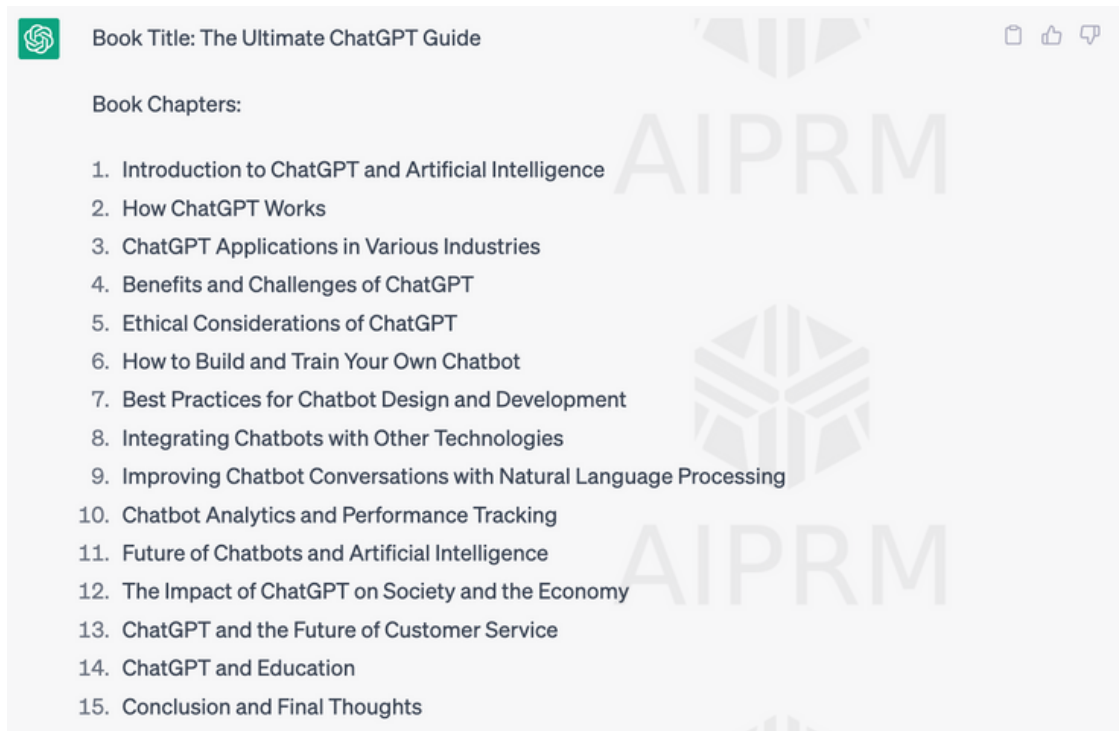 Book Title: The Ultimate ChatGPT Guide
AIPRM
Book Chapters:
1. Introduction to ChatGPT and Artificial Intelligence
2. How ChatGPT Works
3. ChatGPT Applications in Various Industries
4. Benefits and Challenges of ChatGPT
5. Ethical Considerations of ChatGPT
6. How to Build and Train Your Own Chatbot
7. Best Practices for Chatbot Design and Development
8. Integrating Chatbots with Other Technologies
9. Improving Chatbot Conversations with Natural Language Processing
10. Chatbot Analytics and Performance Tracking
11. Future of Chatbots and Artificial Intelligence
AIPRM
12. The Impact of ChatGPT on Society and the Economy
13. ChatGPT and the Future of Customer Service
14. ChatGPT and Education
15. Conclusion and Final Thoughts